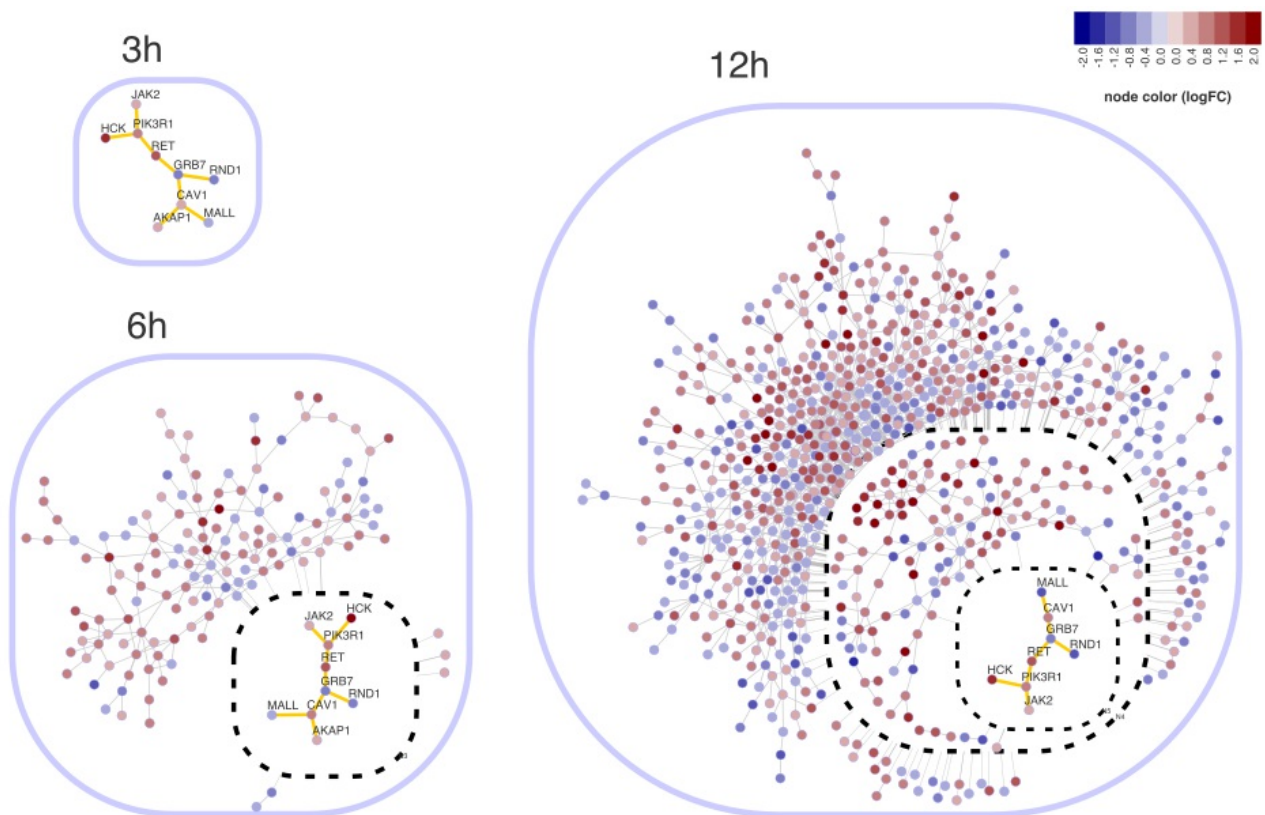 3h
JAK2
HCK
PIK3R1
RET
GRB7
RND1
CAV1
AKAP1
MALL
6h
JAK2
HCK
PIK3R1
RET
GRB7
RND1
MALL
CAV1
AKAP1
12h
MALL
CAV1
GRB7
RET
RND1
HCK
PIK3R1
JAK2
N5
N4
-2.0
-1.6
-1.2
-0.8
-0.4
0.0
0.0
0.4
0.8
1.2
1.6
2.0
node color (logFC)